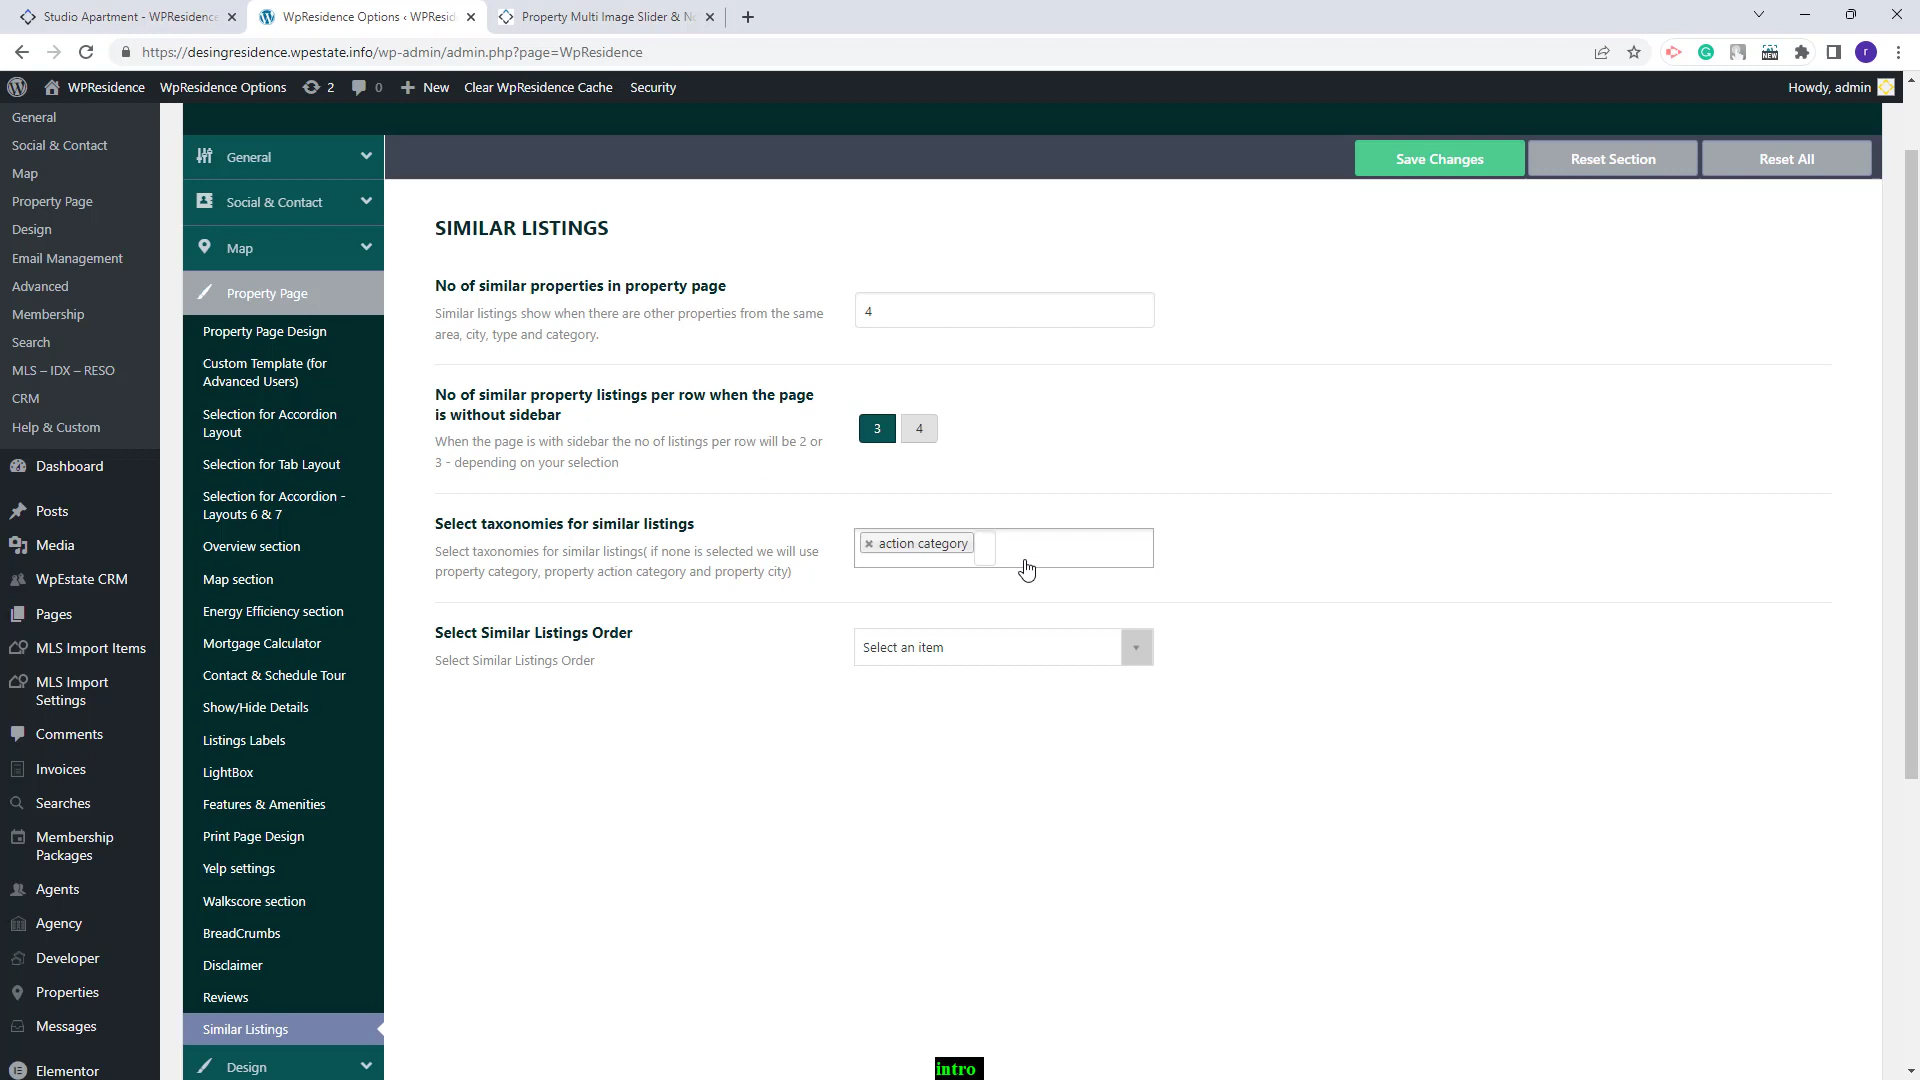 Studio Apartment - WPResidence
WpResidence Options ‹ WPResid
Property Multi Image Slider & N
https://desingresidence.wpestate.info/wp-admin/admin.php?page=WpResidence
NEW
r
WPResidence
WpResidence Options
2
0
New
Clear WpResidence Cache
Security
Howdy, admin
General
Social & Contact
Map
Property Page
Design
Email Management
Advanced
Membership
Search
MLS – IDX – RESO
CRM
Help & Custom
Dashboard
Posts
Media
WpEstate CRM
Pages
MLS Import Items
MLS Import
Settings
Comments
Invoices
Searches
Membership
Packages
Agents
Agency
Developer
Properties
Messages
Elementor
General
Social & Contact
Map
Property Page
Property Page Design
Custom Template (for
Advanced Users)
Selection for Accordion
Layout
Selection for Tab Layout
Selection for Accordion -
Layouts 6 & 7
Overview section
Map section
Energy Efficiency section
Mortgage Calculator
Contact & Schedule Tour
Show/Hide Details
Listings Labels
LightBox
Features & Amenities
Print Page Design
Yelp settings
Walkscore section
BreadCrumbs
Disclaimer
Reviews
Similar Listings
Design
Save Changes
Reset Section
Reset All
SIMILAR LISTINGS
No of similar properties in property page
Similar listings show when there are other properties from the same
area, city, type and category.
4
No of similar property listings per row when the page
is without sidebar
When the page is with sidebar the no of listings per row will be 2 or
3 - depending on your selection
3
4
Select taxonomies for similar listings
Select taxonomies for similar listings( if none is selected we will use
property category, property action category and property city)
action category
Select Similar Listings Order
Select Similar Listings Order
Select an item
intro